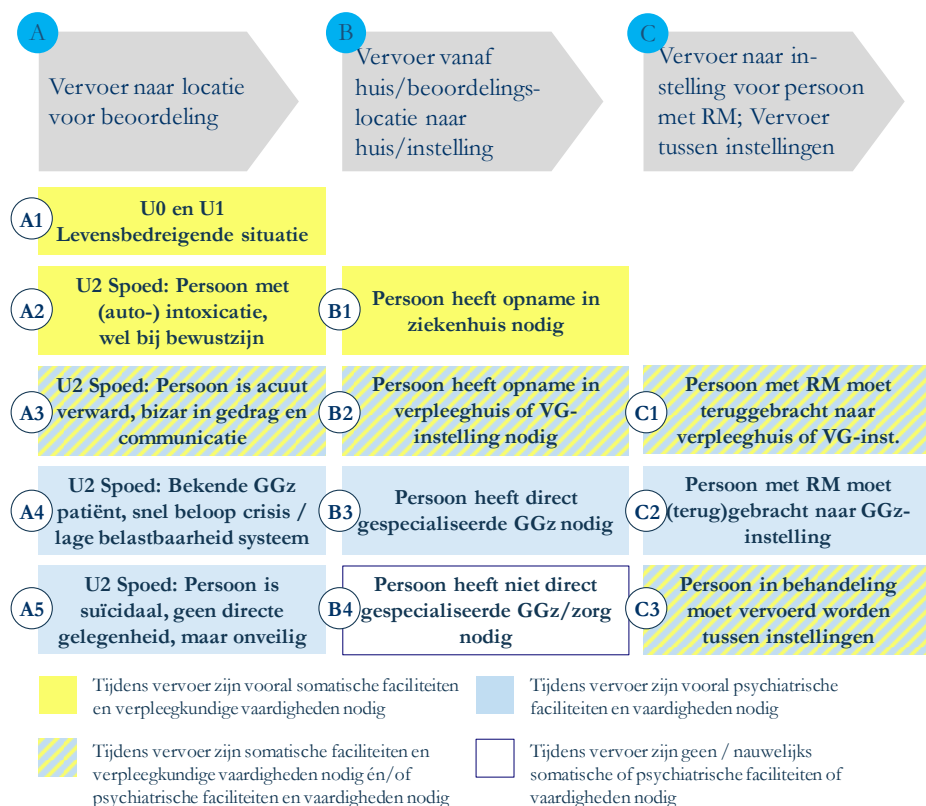 A
Vervoer naar locatie
voor beoordeling
B
Vervoer vanaf
huis/beoordelings-
locatie naar
huis/instelling
C
Vervoer naar in-
stelling voor persoon
met RM; Vervoer
tussen instellingen
A1
U0 en U1
Levensbedreigende situatie
A2
U2 Spoed: Persoon met
(auto-) intoxicatie,
wel bij bewustzijn
B1
Persoon heeft opname in
ziekenhuis nodig
A3
U2 Spoed: Persoon is acuut
verward, bizar in gedrag en
communicatie
B2
Persoon heeft opname in
verpleeghuis of VG-
instelling nodig
C1
Persoon met RM moet
teruggebracht naar
verpleeghuis of VG-inst.
A4
U2 Spoed: Bekende GGz
patiënt, snel beloop crisis /
lage belastbaarheid systeem
B3
Persoon heeft direct
gespecialiseerde GGz nodig
C2
Persoon met RM moet
(terug)gebracht naar GGz-
instelling
A5
U2 Spoed: Persoon is
suïcidaal, geen directe
gelegenheid, maar onveilig
B4
Persoon heeft niet direct
gespecialiseerde GGz/zorg
nodig
C3
Persoon in behandeling
moet vervoerd worden
tussen instellingen
Tijdens vervoer zijn vooral somatische faciliteiten
en verpleegkundige vaardigheden nodig
Tijdens vervoer zijn vooral psychiatrische
faciliteiten en vaardigheden nodig
Tijdens vervoer zijn somatische faciliteiten en
verpleegkundige vaardigheden nodig én/of
psychiatrische faciliteiten en vaardigheden nodig
Tijdens vervoer zijn geen / nauwelijks
somatische of psychiatrische faciliteiten of
vaardigheden nodig